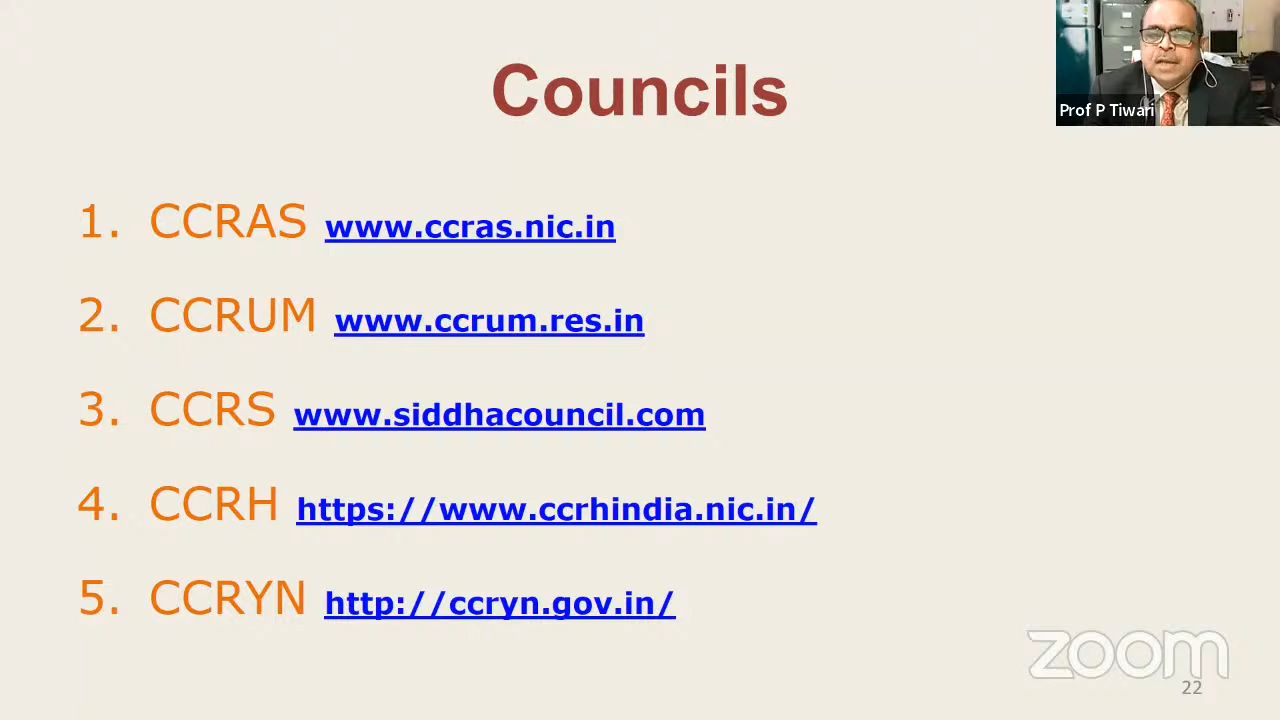 Councils
Prof P Tiwari
1. CCRAS www.ccras.nic.in
2. CCRUM www.ccrum.res.in
3. CCRS www.siddhacouncil.com
4. CCRH https://www.ccrhindia.nic.in/
5. CCRYN http://ccryn.gov.in/
zoom
22